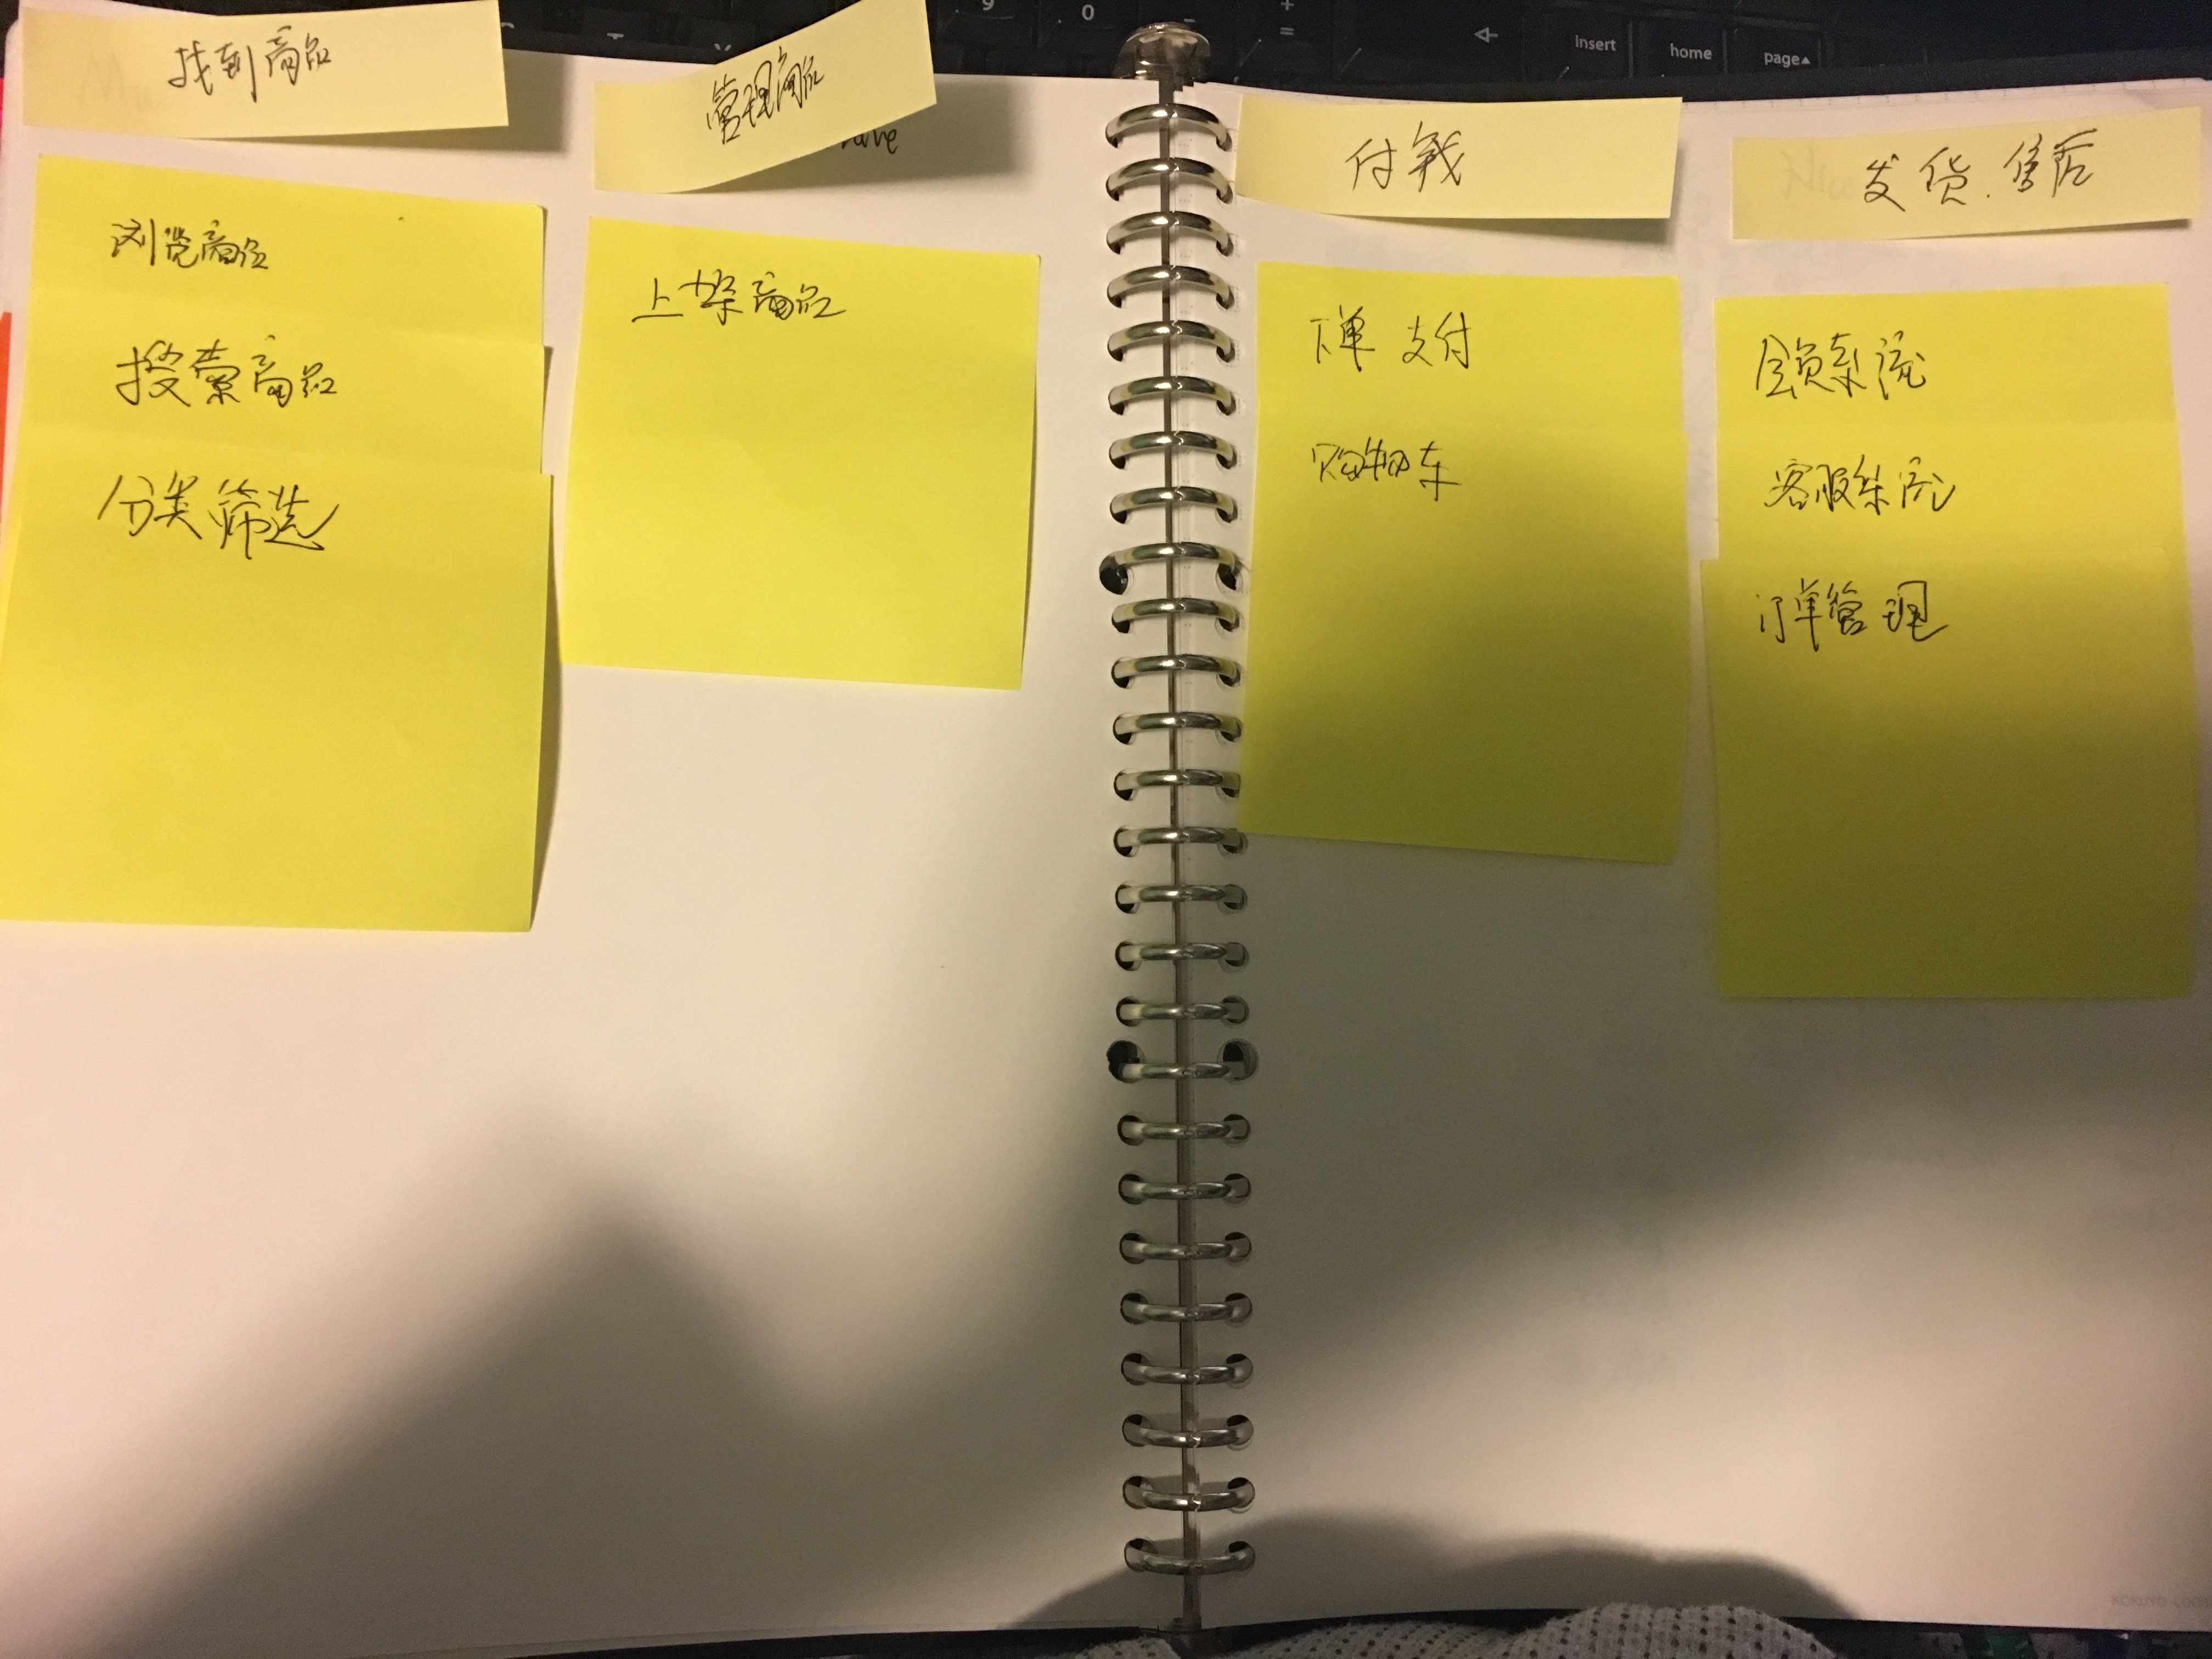 找到商品
浏览商品
搜索商品
分类筛选
管理商品
上架商品
付钱
下单 支付
购物车
发货.售后
会员系统
客服系统
订单管理
9
0
insert
home
page